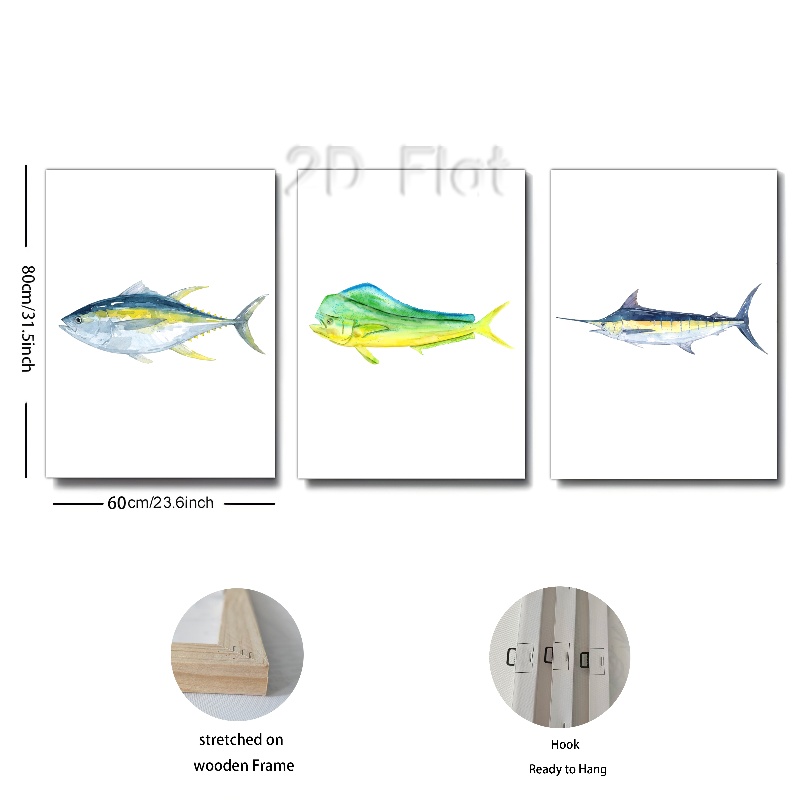 2D Flat
80cm/31.5inch
60cm/23.6inch
stretched on
wooden Frame
Hook
Ready to Hang